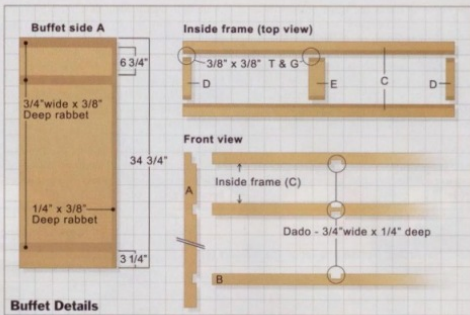 Buffet side A
6 3/4"
3/4"wide x 3/8"
Deep rabbet
34 3/4"
1/4" x 3/8"
Deep rabbet
3 1/4"
Buffet Details
Inside frame (top view)
3/8" x 3/8" T & G
D
E
C
D
Front view
A
Inside frame (C)
Dado - 3/4"wide x 1/4" deep
B